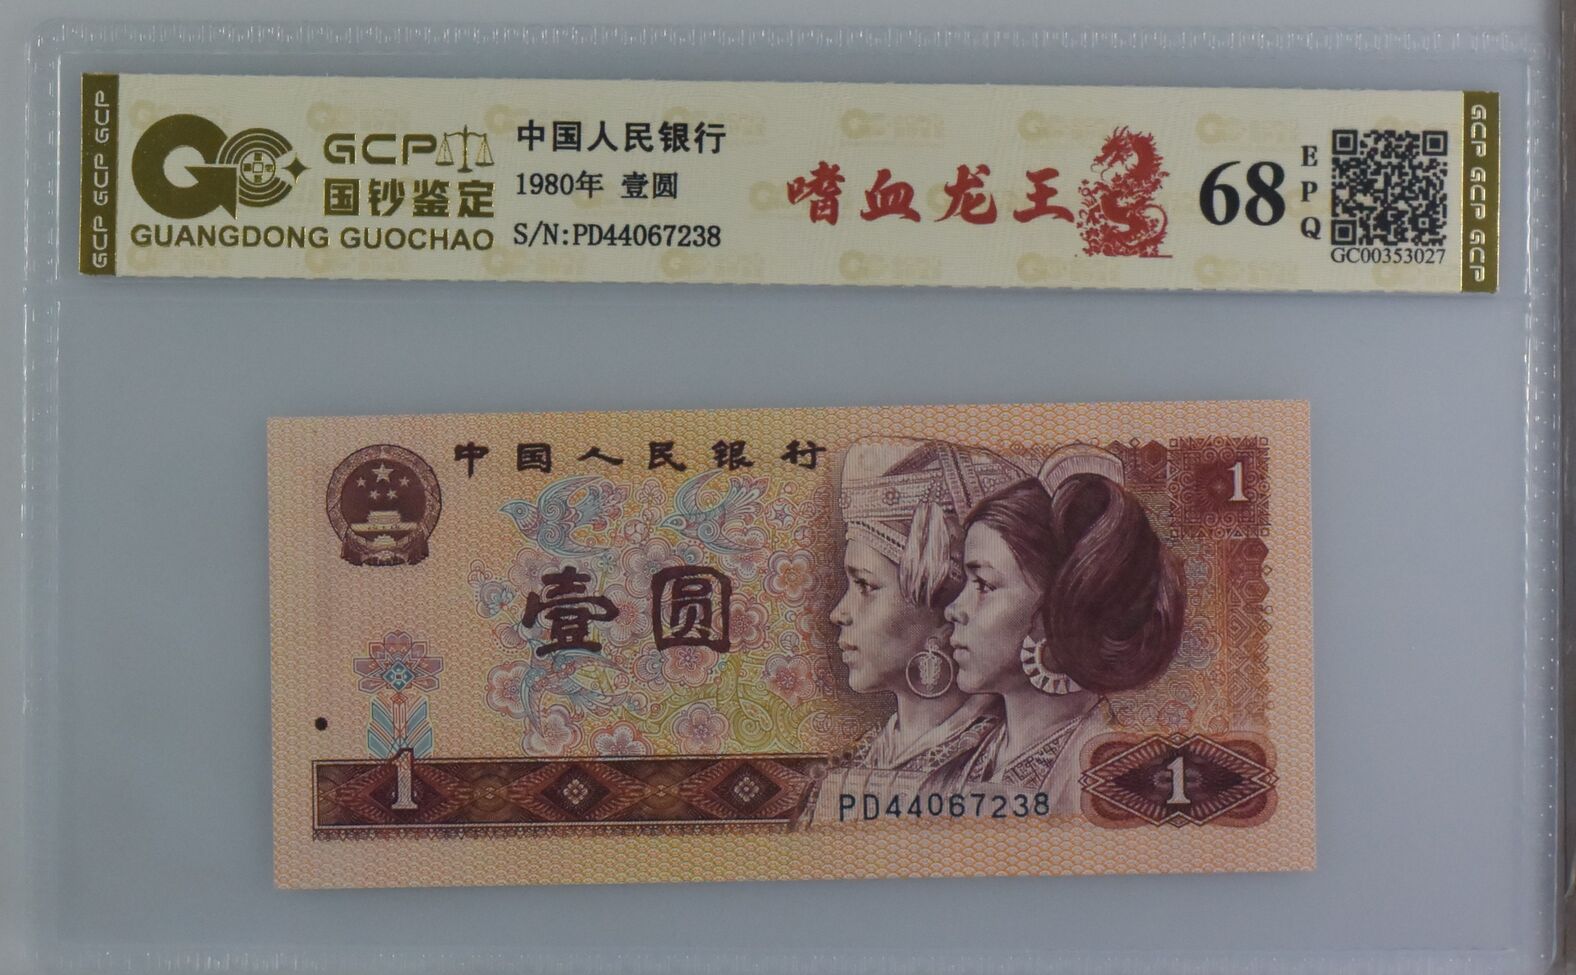 GCP GCP GCP
GCP
国钞鉴定
GUANGDONG GUOCHAO
中国人民银行
1980年 壹圆
S/N:PD44067238
嗜血龙王
68
EPQ
GC00353027
GCP GCP GCP
中国人民银行
1
壹圆
1
PD44067238
1